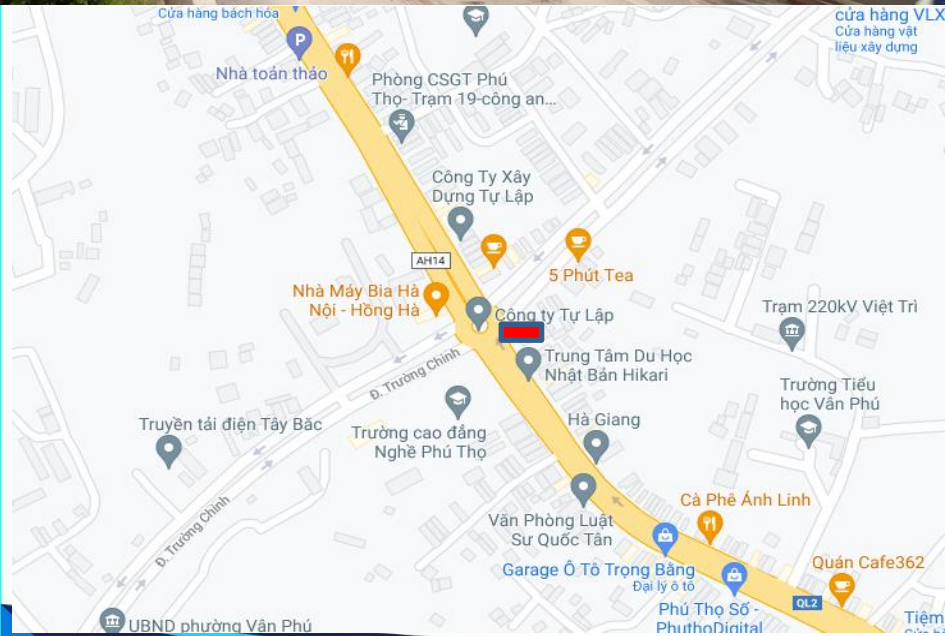 Cửa hàng bách hóa
cửa hàng VLX
Cửa hàng vật
liệu xây dựng
P
Nhà toán thảo
Phòng CSGT Phú
Thọ- Trạm 19-công an...
Công Ty Xây
Dựng Tự Lập
AH14
5 Phút Tea
Nhà Máy Bia Hà
Nội - Hồng Hà
Công ty Tự Lập
Trạm 220kV Việt Trì
Đ. Trường Chinh
Trung Tâm Du Học
Nhật Bản Hikari
Trường Tiểu
học Vân Phú
Truyền tải điện Tây Bắc
Trường cao đẳng
Nghề Phú Thọ
Hà Giang
Đ. Trường Chinh
Văn Phòng Luật
Sư Quốc Tân
Cà Phê Ánh Linh
Garage Ô Tô Trọng Bằng
Đại lý ô tô
Quán Cafe362
QL2
Phú Thọ Số -
PhuthoDigital
Tiệm
UBND phường Vân Phú